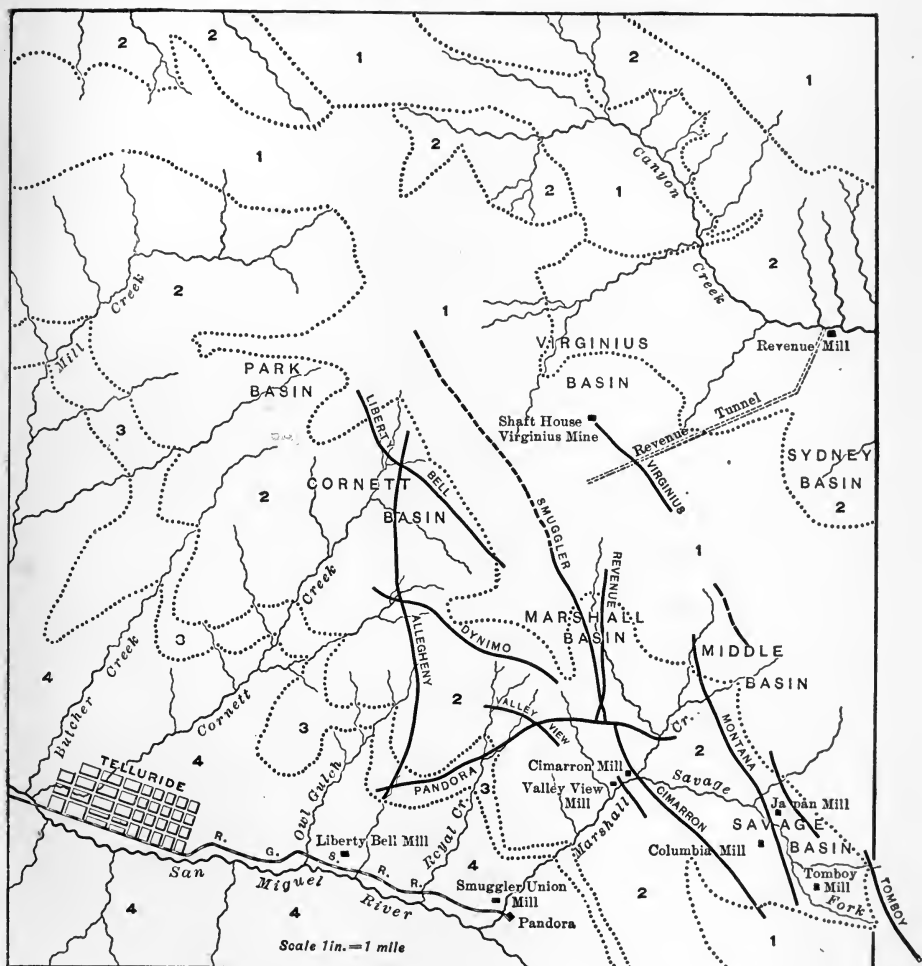 2
2
1
2
1
1
2
2
1
Canyon
Creek
2
2
Mill Creek
1
Revenue Mill
VIRGINIUS
BASIN
PARK
BASIN
Shaft House
Virginius Mine
Revenue Tunnel
VIRGINIUS
LIBERTY BELL
3
SYDNEY
BASIN
2
2
CORNETT
BASIN
SMUGGLER
1
REVENUE
MARSHALL
BASIN
ALLEGHENY
DYNIMO
MIDDLE
BASIN
3
4
Butcher Creek
Cornett Creek
3
2
VALLEY VIEW
MONTANA
2
4
TELLURIDE
PANDORA
3
Cimarron Mill
Valley View
Mill
Marshall Cr.
Savage Fork
CIMARRON
Japan Mill
SAVAGE
BASIN
Columbia Mill
Tomboy
Mill
TOMBOY
Owl Gulch
Royal Cr.
Liberty Bell Mill
R. G. S. R. R.
4
San Miguel River
Smuggler Union
Mill
Pandora
2
1
4
4
Scale 1in.=1 mile